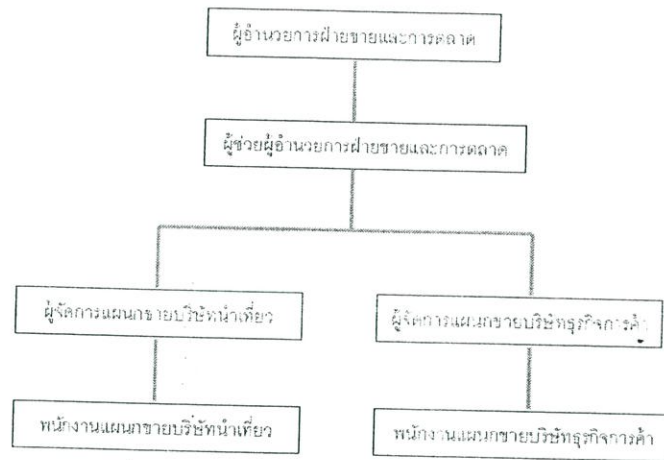 ผู้อำนวยการฝ่ายขายและการตลาด
ผู้ช่วยผู้อำนวยการฝ่ายขายและการตลาด
ผู้จัดการแผนกขายบริษัทนำเที่ยว
ผู้จัดการแผนกขายบริษัทธุรกิจการค้า
พนักงานแผนกขายบริษัทนำเที่ยว
พนักงานแผนกขายบริษัทธุรกิจการค้า